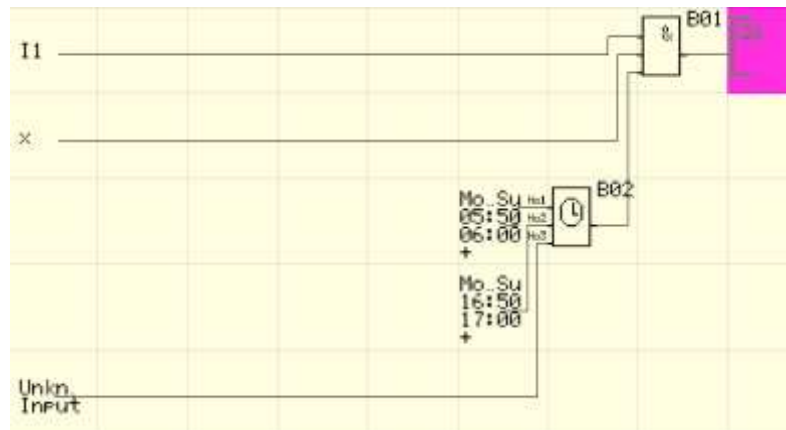 I1
&
B01
X
Mo..Su
05:50
06:00
+
No1
No2
No3
B02
Mo..Su
16:50
17:00
+
Unkn.
Input